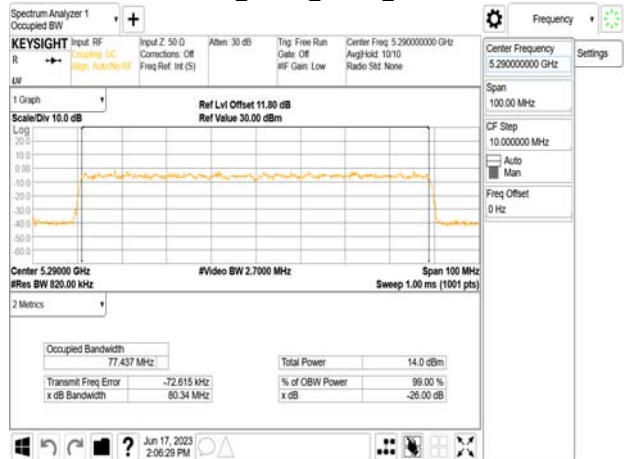 Spectrum Analyzer 1
Occupied BW
Frequency
KEYSIGHT
R
Input: RF
Coupling: DC
Align: Auto/No RF
Input Z: 50 Ω
Corrections: Off
Freq Ref: Int (S)
Atten: 30 dB
Trig: Free Run
Gate: Off
#IF Gain: Low
Center Freq: 5.290000000 GHz
Avg|Hold: 10/10
Radio Std: None
LXI
Center Frequency
5.290000000 GHz
Settings
Span
100.00 MHz
CF Step
10.000000 MHz
Auto
Man
Freq Offset
0 Hz
1 Graph
Scale/Div 10.0 dB
Ref Lvl Offset 11.80 dB
Ref Value 30.00 dBm
Log
20.0
10.0
0.00
-10.0
-20.0
-30.0
-40.0
-50.0
-60.0
Center 5.29000 GHz
#Res BW 820.00 kHz
#Video BW 2.7000 MHz
Span 100 MHz
Sweep 1.00 ms (1001 pts)
2 Metrics
Occupied Bandwidth
77.437 MHz
Total Power 14.0 dBm
Transmit Freq Error -72.615 kHz
% of OBW Power 99.00 %
x dB Bandwidth 80.34 MHz
x dB -26.00 dB
?
Jun 17, 2023
2:06:29 PM